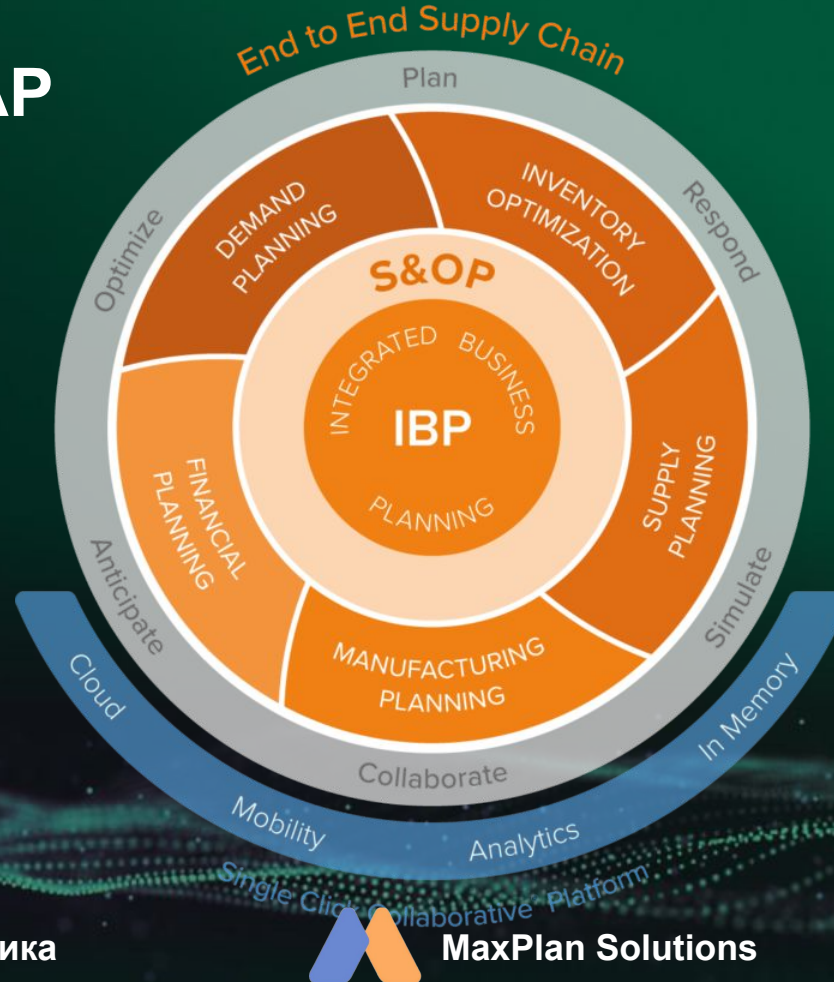 End to End Supply Chain
AP
Plan
Optimize
Respond
DEMAND
PLANNING
INVENTORY
OPTIMIZATION
S&OP
INTEGRATED BUSINESS
IBP
PLANNING
FINANCIAL
PLANNING
SUPPLY
PLANNING
Anticipate
Simulate
MANUFACTURING
PLANNING
Collaborate
Cloud
In Memory
Mobility
Analytics
Single Click Collaborative Platform
ика
MaxPlan Solutions